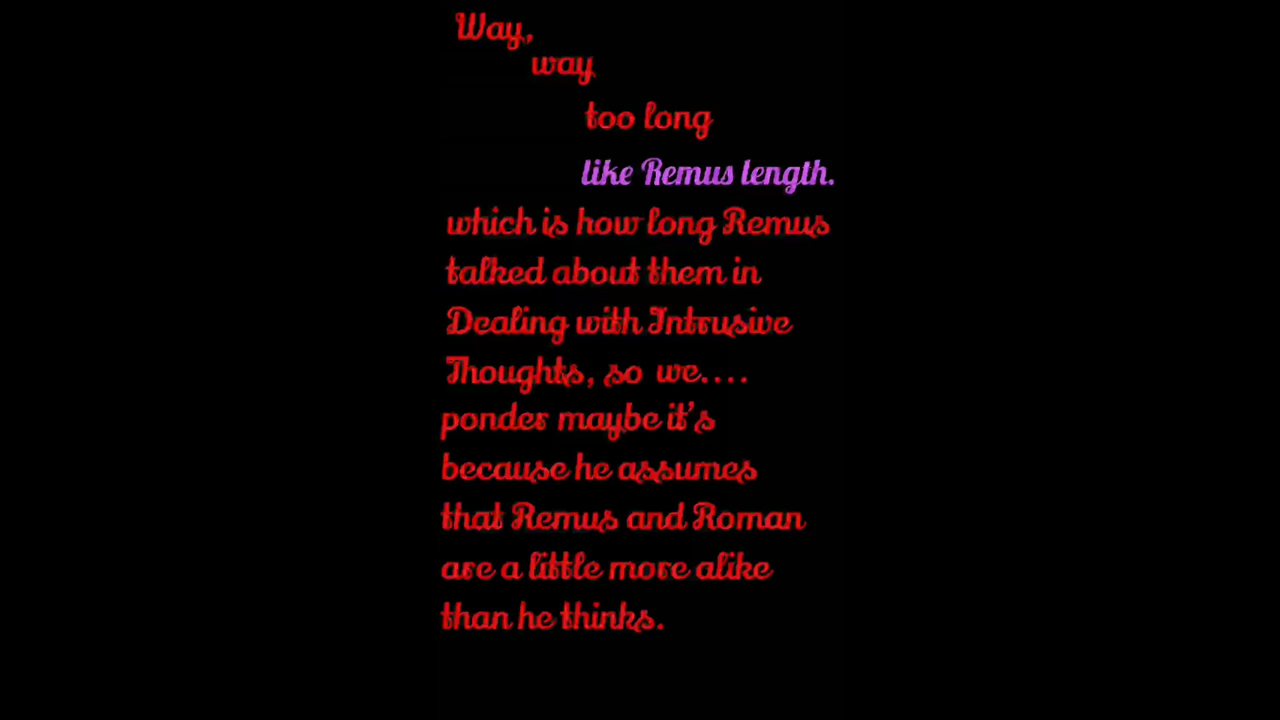 Way,
way
too long
like Remus length.
which is how long Remus
talked about them in
Dealing with Intrusive
Thoughts, so we....
ponder maybe it's
because he assumes
that Remus and Roman
are a little more alike
than he thinks.